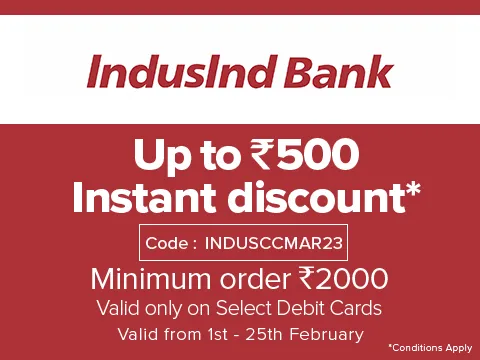 IndusInd Bank
Up to ₹500
Instant discount*
Code : INDUSCCMAR23
Minimum order ₹2000
Valid only on Select Debit Cards
Valid from 1st - 25th February
*Conditions Apply